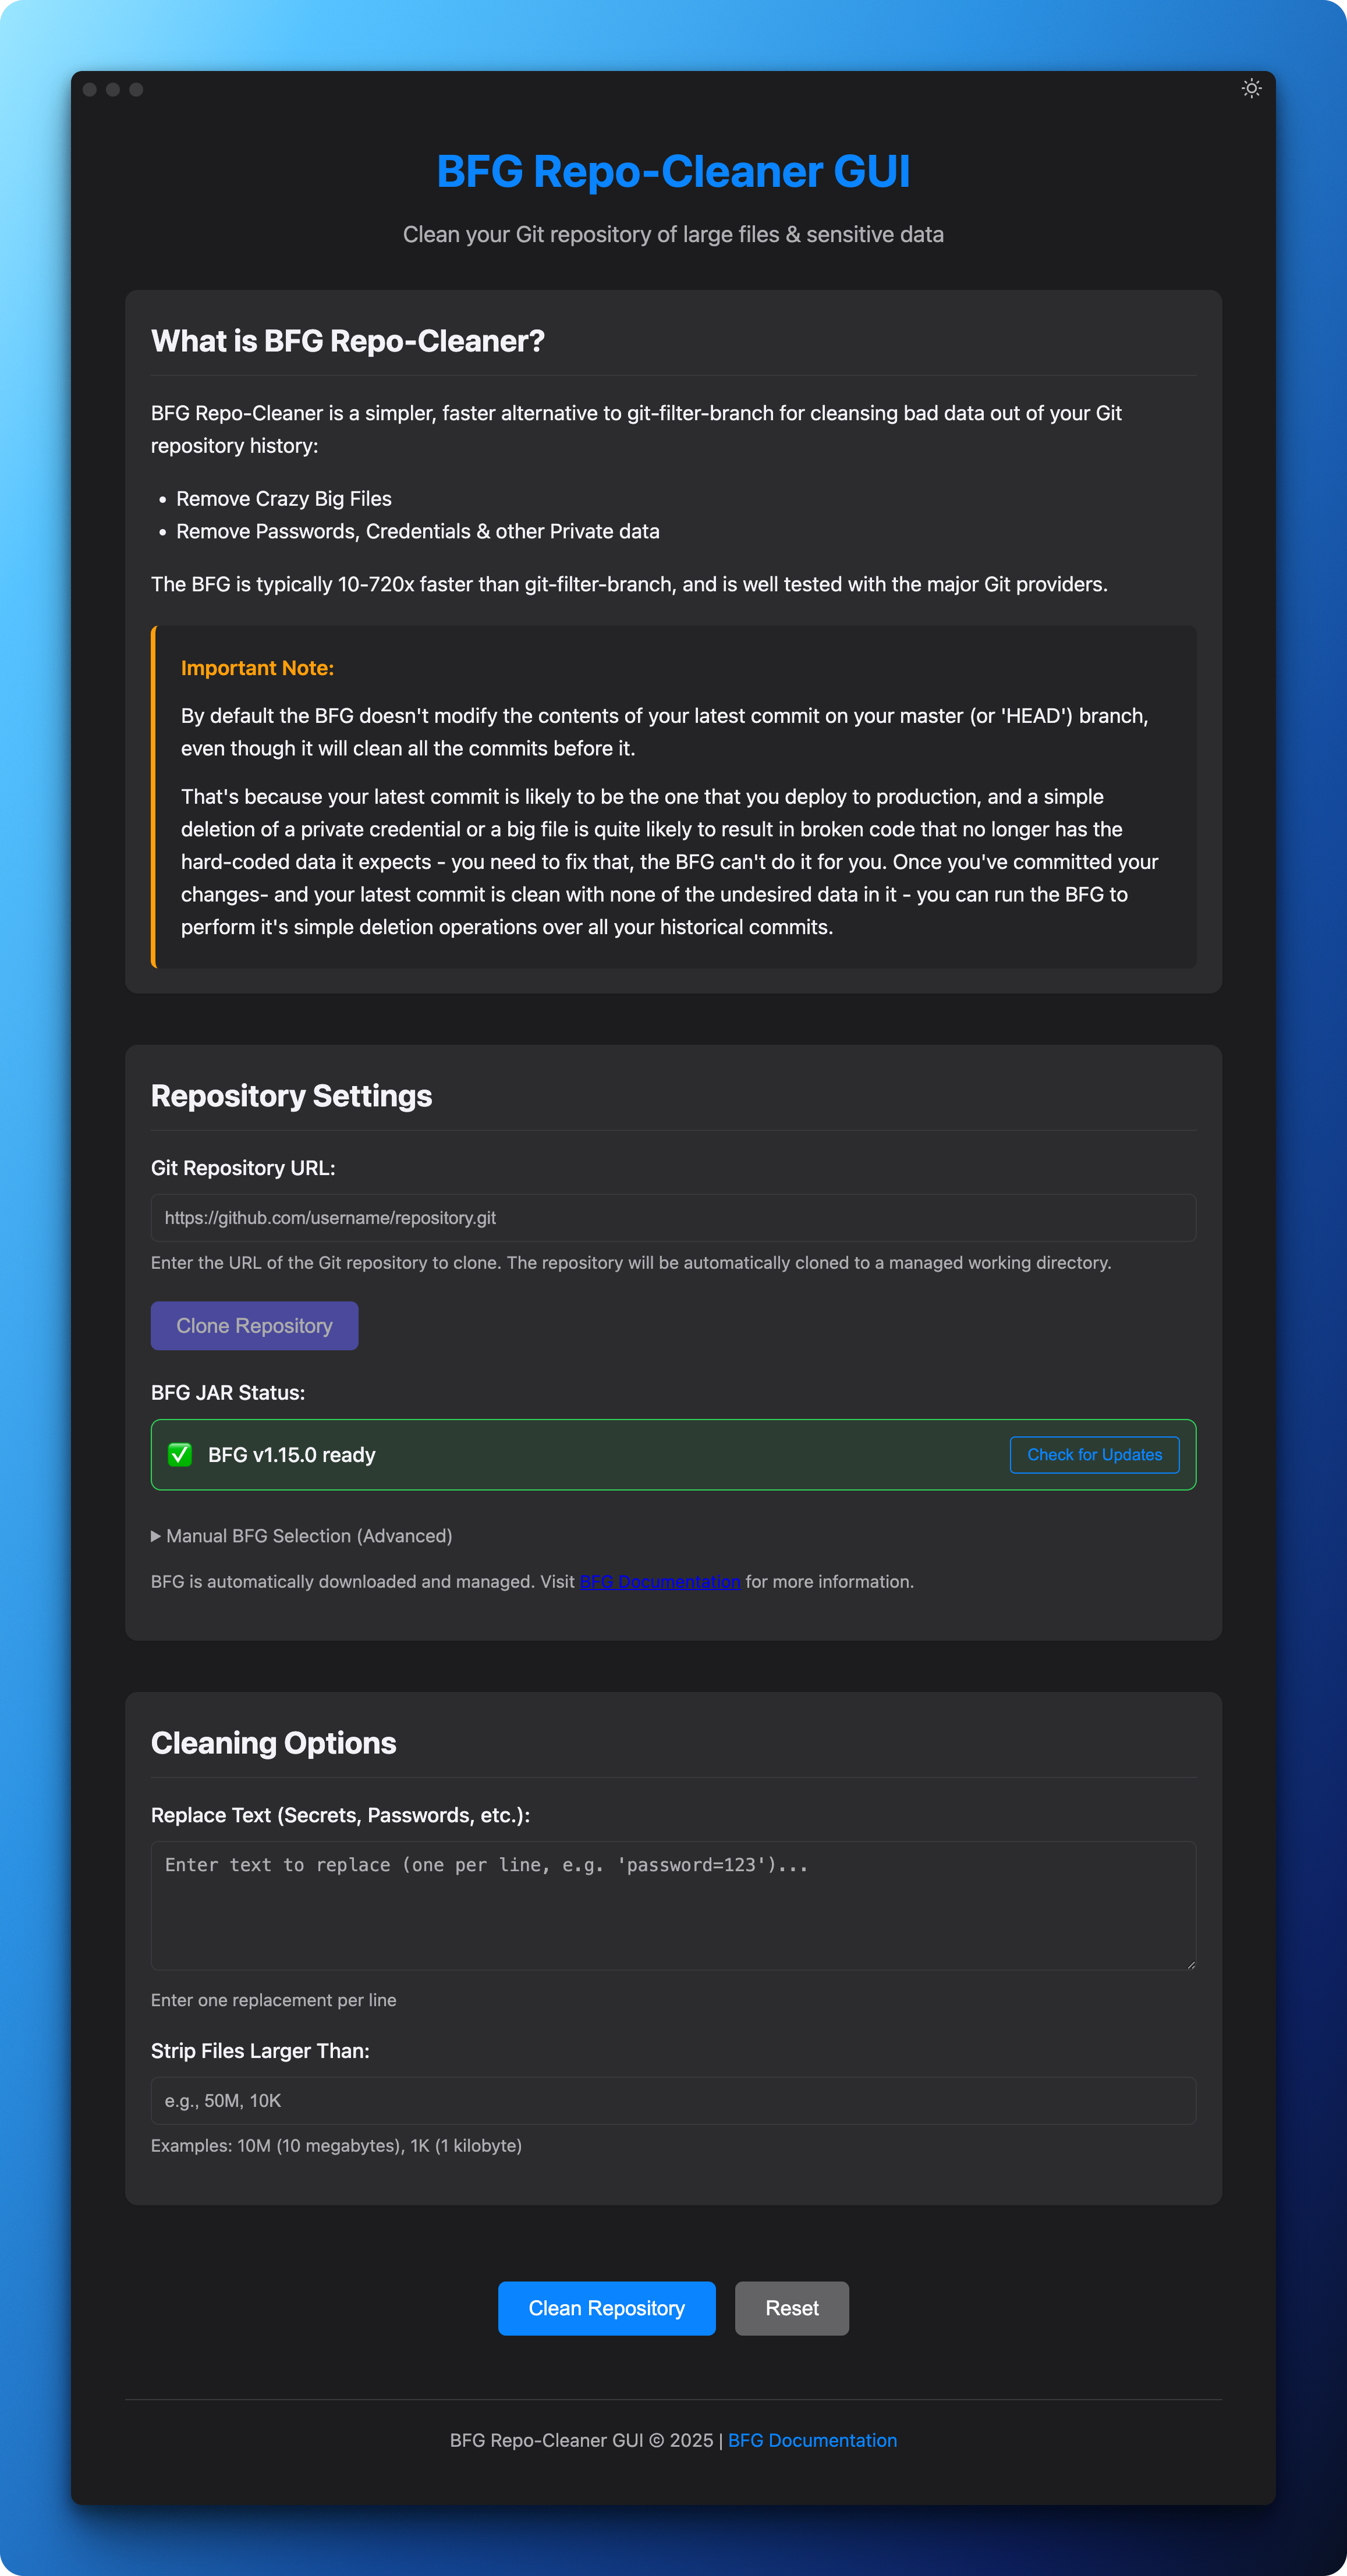 BFG Repo-Cleaner GUI
Clean your Git repository of large files & sensitive data
What is BFG Repo-Cleaner?
BFG Repo-Cleaner is a simpler, faster alternative to git-filter-branch for cleansing bad data out of your Git
repository history:
• Remove Crazy Big Files
• Remove Passwords, Credentials & other Private data
The BFG is typically 10-720x faster than git-filter-branch, and is well tested with the major Git providers.
Important Note:
By default the BFG doesn't modify the contents of your latest commit on your master (or 'HEAD') branch,
even though it will clean all the commits before it.
That's because your latest commit is likely to be the one that you deploy to production, and a simple
deletion of a private credential or a big file is quite likely to result in broken code that no longer has the
hard-coded data it expects - you need to fix that, the BFG can't do it for you. Once you've committed your
changes- and your latest commit is clean with none of the undesired data in it - you can run the BFG to
perform it's simple deletion operations over all your historical commits.
Repository Settings
Git Repository URL:
https://github.com/username/repository.git
Enter the URL of the Git repository to clone. The repository will be automatically cloned to a managed working directory.
Clone Repository
BFG JAR Status:
✅ BFG v1.15.0 ready Check for Updates
▶ Manual BFG Selection (Advanced)
BFG is automatically downloaded and managed. Visit BFG Documentation for more information.
Cleaning Options
Replace Text (Secrets, Passwords, etc.):
Enter text to replace (one per line, e.g. 'password=123')...
Enter one replacement per line
Strip Files Larger Than:
e.g., 50M, 10K
Examples: 10M (10 megabytes), 1K (1 kilobyte)
Clean Repository Reset
BFG Repo-Cleaner GUI © 2025 | BFG Documentation